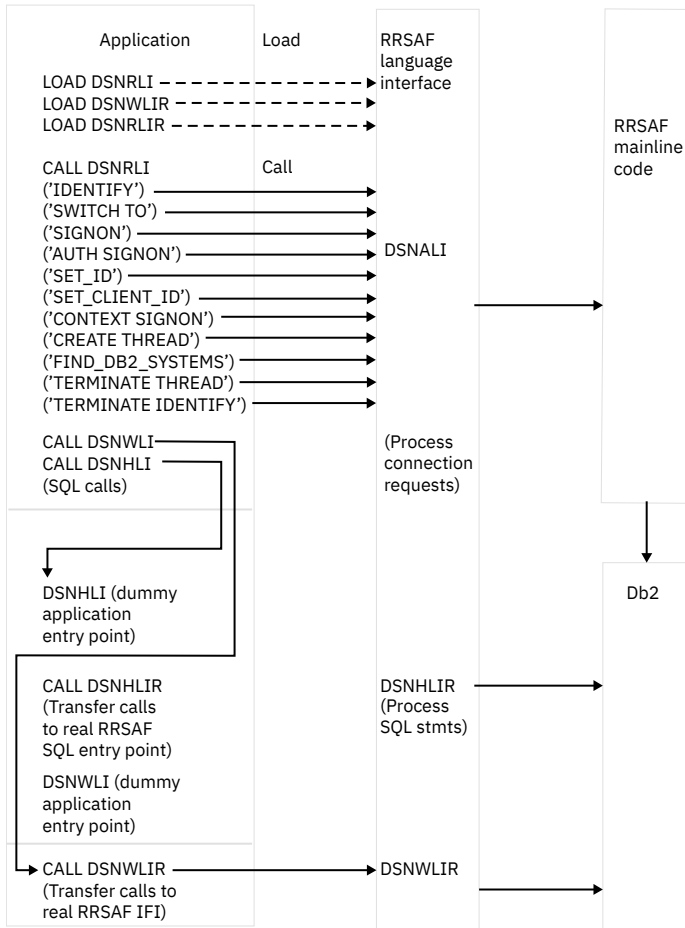 Application
Load
RRSAF
language
interface
LOAD DSNRLI
LOAD DSNWLIR
LOAD DSNRLIR
RRSAF
mainline
code
CALL DSNRLI
Call
('IDENTIFY’)
(‘SWITCH TO’)
(‘SIGNON’)
(‘AUTH SIGNON’)
DSNALI
(‘SET_ID’)
(‘SET_CLIENT_ID’)
(‘CONTEXT SIGNON’)
(‘CREATE THREAD’)
(‘FIND_DB2_SYSTEMS’)
(‘TERMINATE THREAD’)
(‘TERMINATE IDENTIFY’)
CALL DSNWLI
CALL DSNHLI
(SQL calls)
(Process
connection
requests)
DSNHLI (dummy
application
entry point)
Db2
CALL DSNHLIR
(Transfer calls
to real RRSAF
SQL entry point)
DSNHLIR
(Process
SQL stmts)
DSNWLI (dummy
application
entry point)
CALL DSNWLIR
(Transfer calls to
real RRSAF IFI)
DSNWLIR